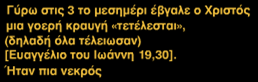 Γύρω στις 3 το μεσημέρι έβγαλε ο Χριστός
μια γοερή κραυγή «τετέλεσται»,
(δηλαδή όλα τέλειωσαν)
[Ευαγγέλιο του Ιωάννη 19,30].
Ήταν πια νεκρός